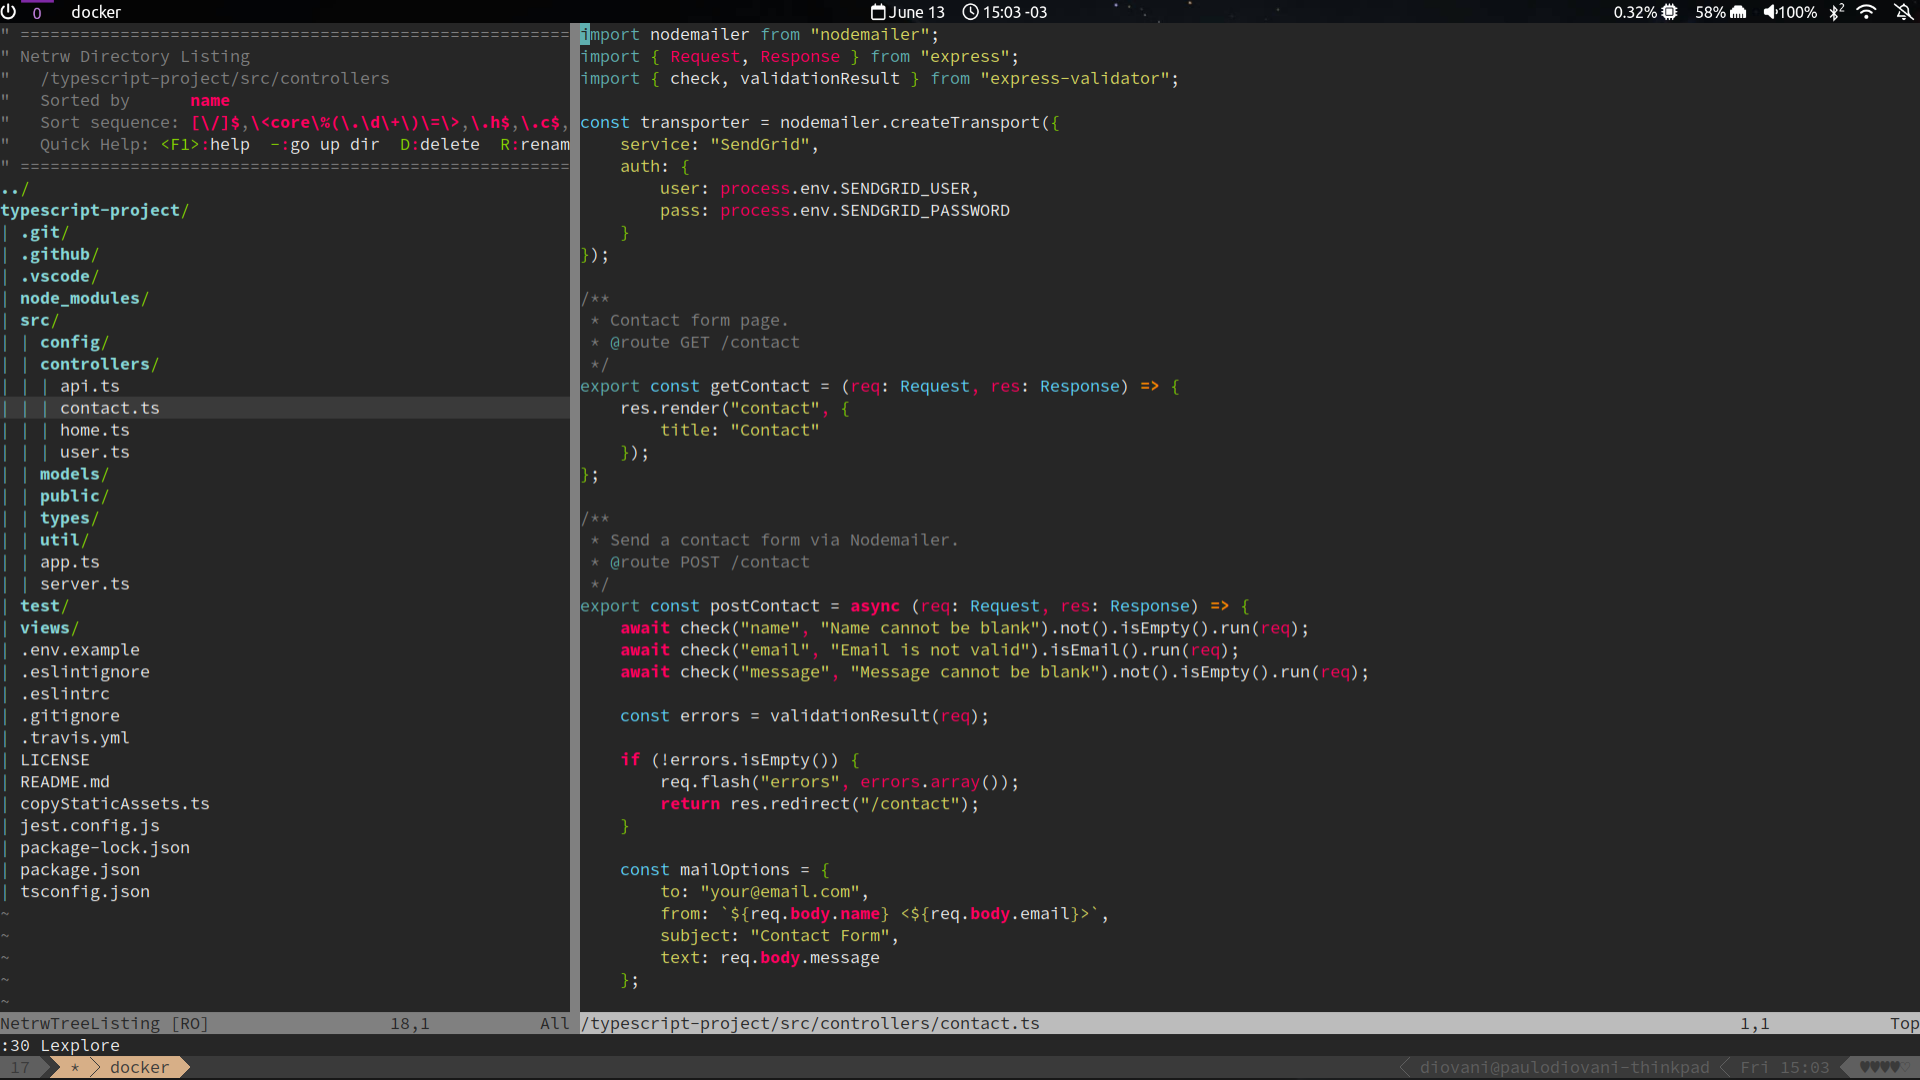 0 docker June 13 15:03 -03 0.32% 58% 100% 2
" =======================================================
" Netrw Directory Listing
"   /typescript-project/src/controllers
"   Sorted by      name
"   Sort sequence: [\/]$,\<core\%(\.\d\+\)\=\>,\.h$,\.c$,
"   Quick Help: <F1>:help  -:go up dir  D:delete  R:renam
" =======================================================
../
typescript-project/
| .git/
| .github/
| .vscode/
| node_modules/
| src/
| | config/
| | controllers/
| | | api.ts
| | | contact.ts
| | | home.ts
| | | user.ts
| | models/
| | public/
| | types/
| | util/
| | app.ts
| | server.ts
| test/
| views/
| .env.example
| .eslintignore
| .eslintrc
| .gitignore
| .travis.yml
| LICENSE
| README.md
| copyStaticAssets.ts
| jest.config.js
| package-lock.json
| package.json
| tsconfig.json
~
~
~
~
~
NetrwTreeListing [RO] 18,1 All
import nodemailer from "nodemailer";
import { Request, Response } from "express";
import { check, validationResult } from "express-validator";
const transporter = nodemailer.createTransport({
    service: "SendGrid",
    auth: {
        user: process.env.SENDGRID_USER,
        pass: process.env.SENDGRID_PASSWORD
    }
});
/**
 * Contact form page.
 * @route GET /contact
 */
export const getContact = (req: Request, res: Response) => {
    res.render("contact", {
        title: "Contact"
    });
};
/**
 * Send a contact form via Nodemailer.
 * @route POST /contact
 */
export const postContact = async (req: Request, res: Response) => {
    await check("name", "Name cannot be blank").not().isEmpty().run(req);
    await check("email", "Email is not valid").isEmail().run(req);
    await check("message", "Message cannot be blank").not().isEmpty().run(req);
    const errors = validationResult(req);
    if (!errors.isEmpty()) {
        req.flash("errors", errors.array());
        return res.redirect("/contact");
    }
    const mailOptions = {
        to: "your@email.com",
        from: `${req.body.name} <${req.body.email}>`,
        subject: "Contact Form",
        text: req.body.message
    };
/typescript-project/src/controllers/contact.ts 1,1 Top
:30 Lexplore
17 * docker diovani@paulodiovani-thinkpad Fri 15:03 ♥♥♥♥♡